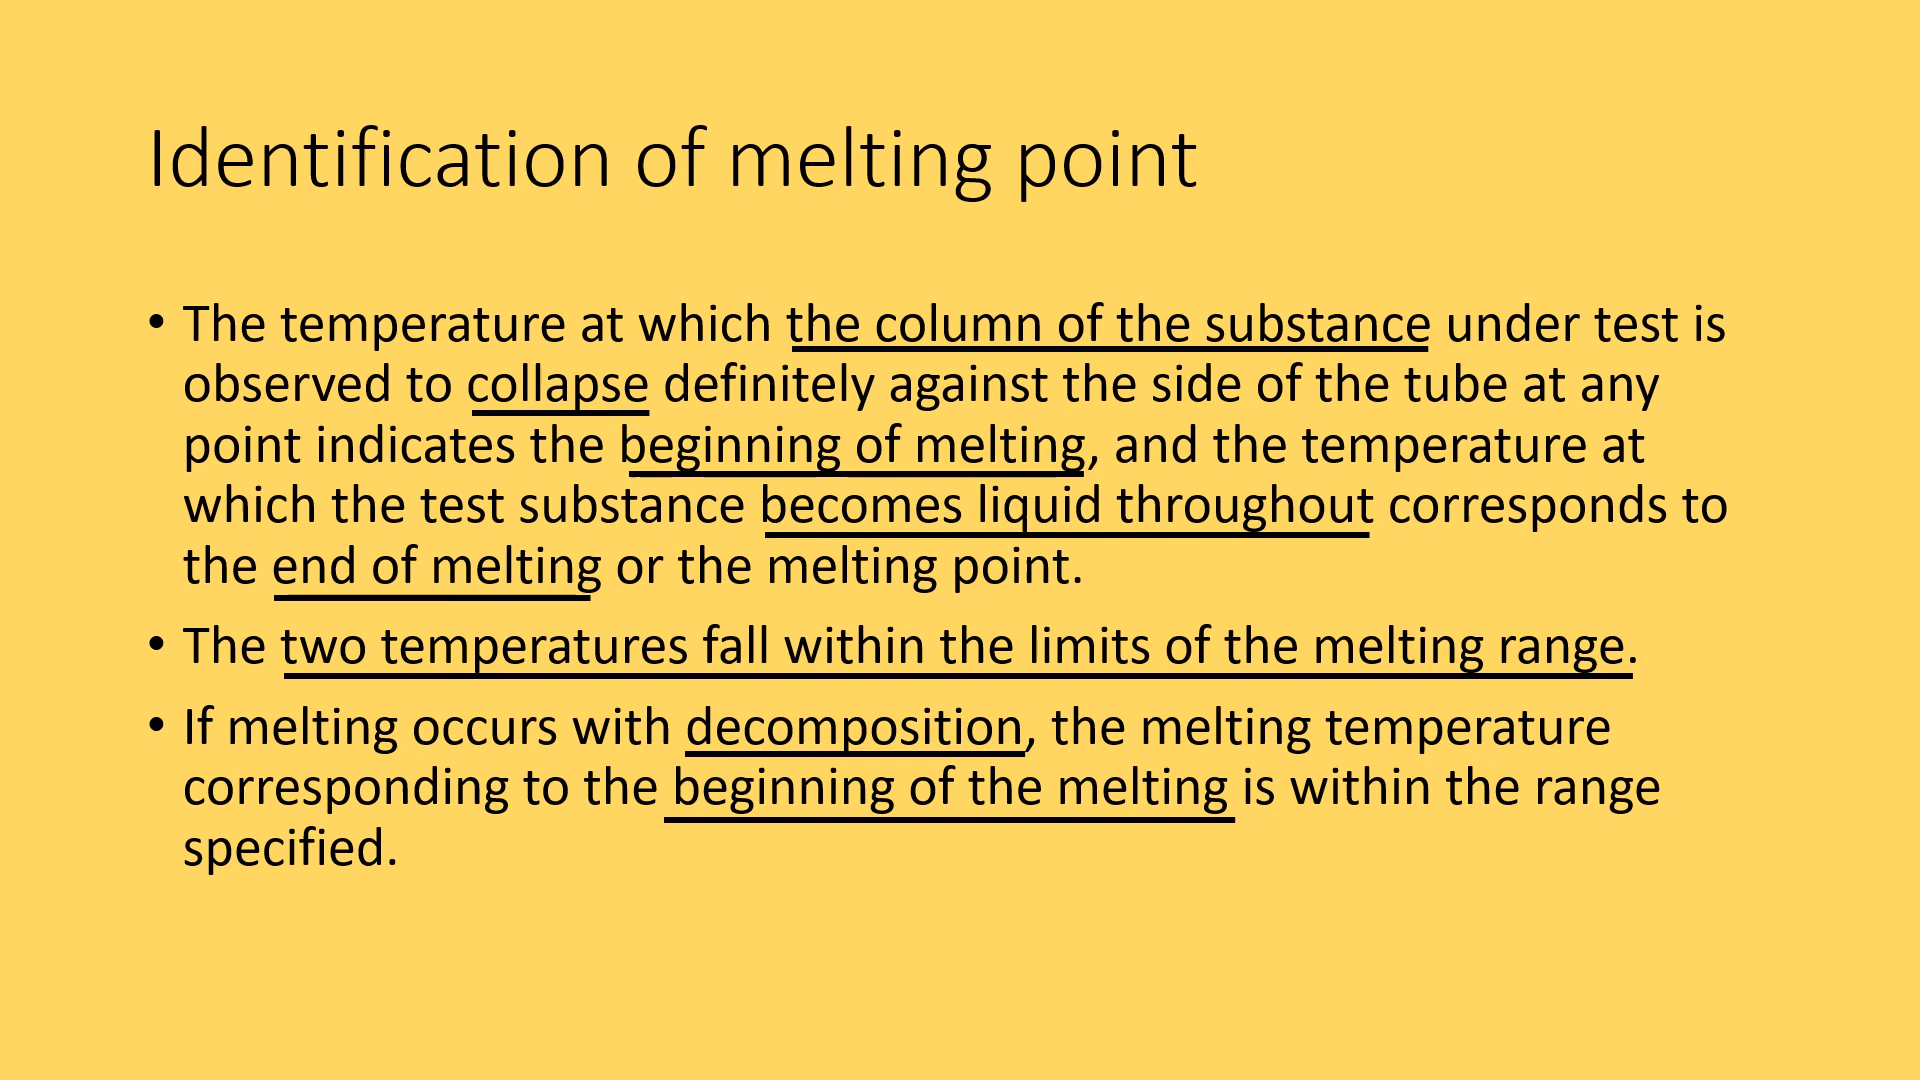 Identification of melting point
• The temperature at which the column of the substance under test is
observed to collapse definitely against the side of the tube at any
point indicates the beginning of melting, and the temperature at
which the test substance becomes liquid throughout corresponds to
the end of melting or the melting point.
• The two temperatures fall within the limits of the melting range.
• If melting occurs with decomposition, the melting temperature
corresponding to the beginning of the melting is within the range
specified.